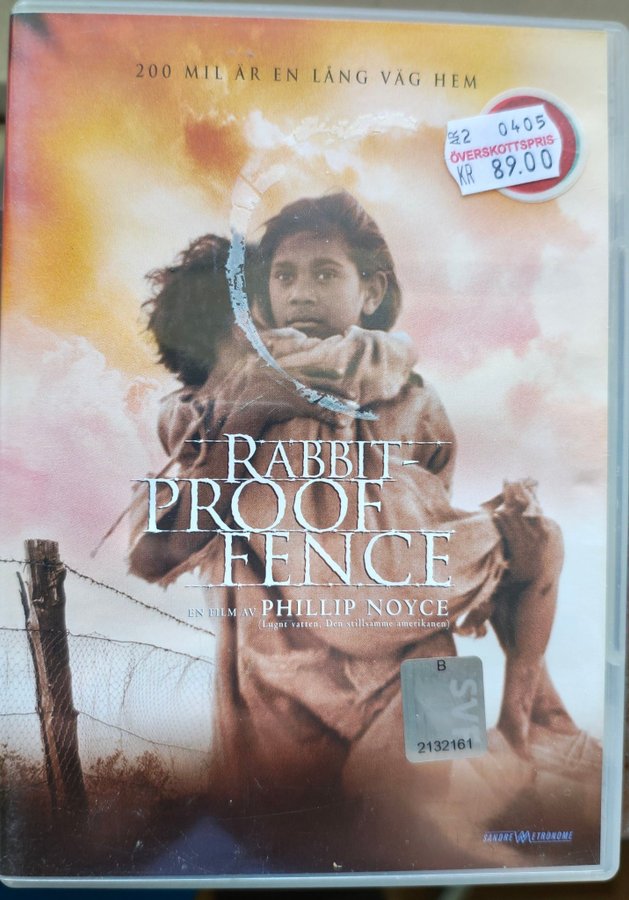 200 MIL ÄR EN LÅNG VÄG HEM
AR2 0405
ÖVERSKOTTSPRIS
KR 89.00
RABBIT-
PROOF
FENCE
EN FILM AV PHILLIP NOYCE
(Lugnt vatten, Den stillsamme amerikanen)
B
SV
2132161
SANDREW METRONOME